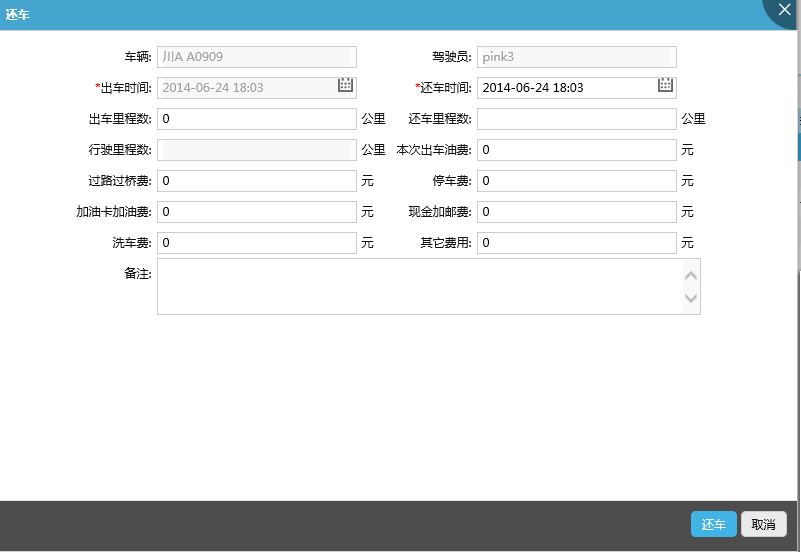 还车
车辆: 川A A0909 驾驶员: pink3
*出车时间: 2014-06-24 18:03 *还车时间: 2014-06-24 18:03
出车里程数: 0 公里 还车里程数: 公里
行驶里程数: 公里 本次出车油费: 0 元
过路过桥费: 0 元 停车费: 0 元
加油卡加油费: 0 元 现金加邮费: 0 元
洗车费: 0 元 其它费用: 0 元
备注:
还车 取消